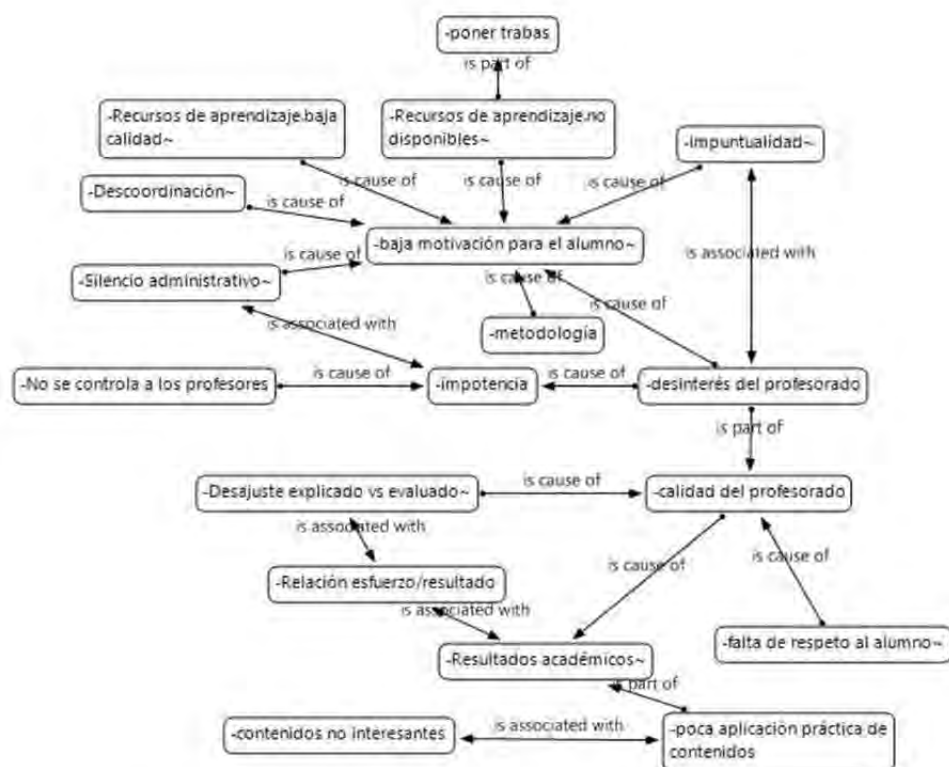 -poner trabas
is part of
-Recursos de aprendizaje.baja
calidad~
-Recursos de aprendizaje.no
disponibles~
-Impuntualidad~
is cause of
is cause of
is cause of
-Descoordinación~
is cause of
-baja motivación para el alumno~
is associated with
is cause of
-Silencio administrativo~
is cause of
is cause of
is associated with
-metodología
-No se controla a los profesores
is cause of
-impotencia
is cause of
-desinterés del profesorado
is part of
-Desajuste explicado vs evaluado~
is cause of
-calidad del profesorado
is associated with
is cause of
is cause of
-Relación esfuerzo/resultado
is associated with
-falta de respeto al alumno~
-Resultados académicos~
is part of
-contenidos no interesantes
is associated with
-poca aplicación práctica de
contenidos